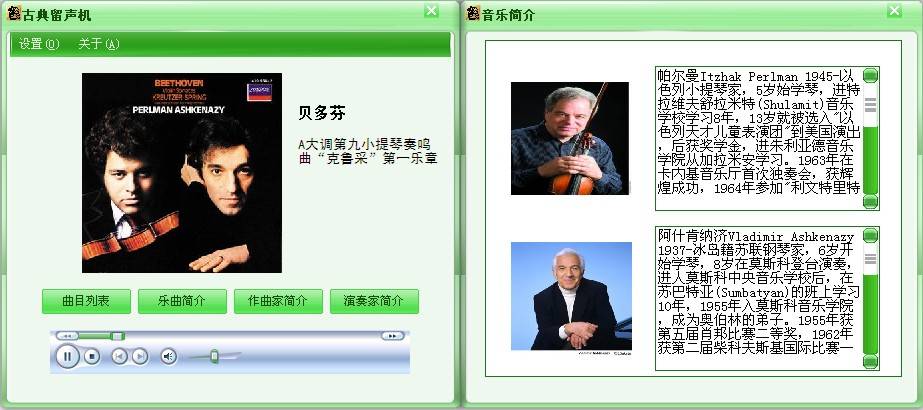 古典留声机
设置(O) 关于(A)
BEETHOVEN
Violin Sonatas
KREUTZER·SPRING
PERLMAN ASHKENAZY
贝多芬
A大调第九小提琴奏鸣
曲“克鲁采”第一乐章
曲目列表 乐曲简介 作曲家简介 演奏家简介
音乐简介
帕尔曼Itzhak Perlman 1945-以
色列小提琴家，5岁始学琴，进特
拉维夫舒拉米特(Shulamit)音乐
学校学习8年，13岁就被选入"以
色列天才儿童表演团"到美国演出
，后获奖学金，进朱利亚德音乐
学院从加拉米安学习。1963年在
卡内基音乐厅首次独奏会，获辉
煌成功，1964年参加"利文特里特
阿什肯纳济Vladimir Ashkenazy
1937-冰岛籍苏联钢琴家，6岁开
始学琴，8岁在莫斯科登台演奏，
进入莫斯科中央音乐学校后，在
苏巴特亚(Sumbatyan)的班上学习
10年，1955年入莫斯科音乐学院
，成为奥伯林的弟子。1955年获
第五届肖邦比赛二等奖，1962年
获第二届柴科夫斯基国际比赛一